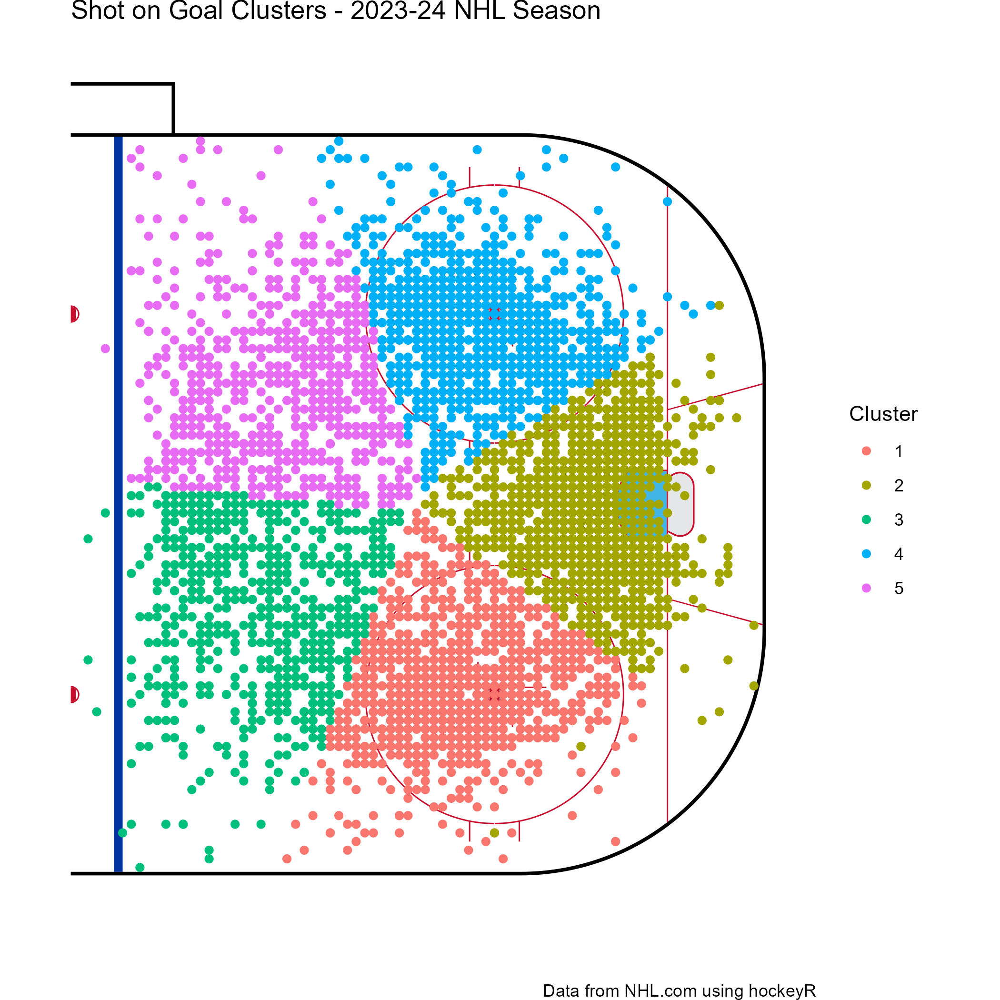 Shot on Goal Clusters - 2023-24 NHL Season
Cluster
1
2
3
4
5
Data from NHL.com using hockeyR